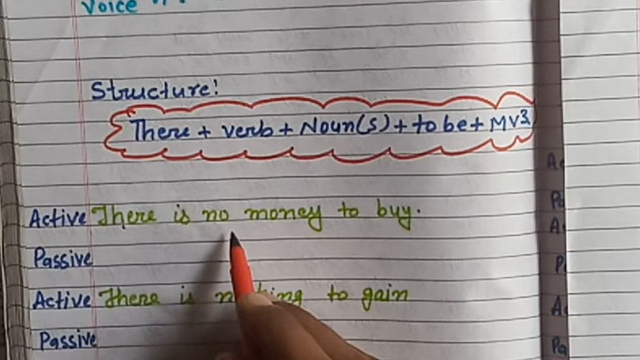 Voice
Structure!
There + verb + Noun(s) + to be + MV3
Active There is no money to buy.
Passive
Active There is nothing to gain
Passive